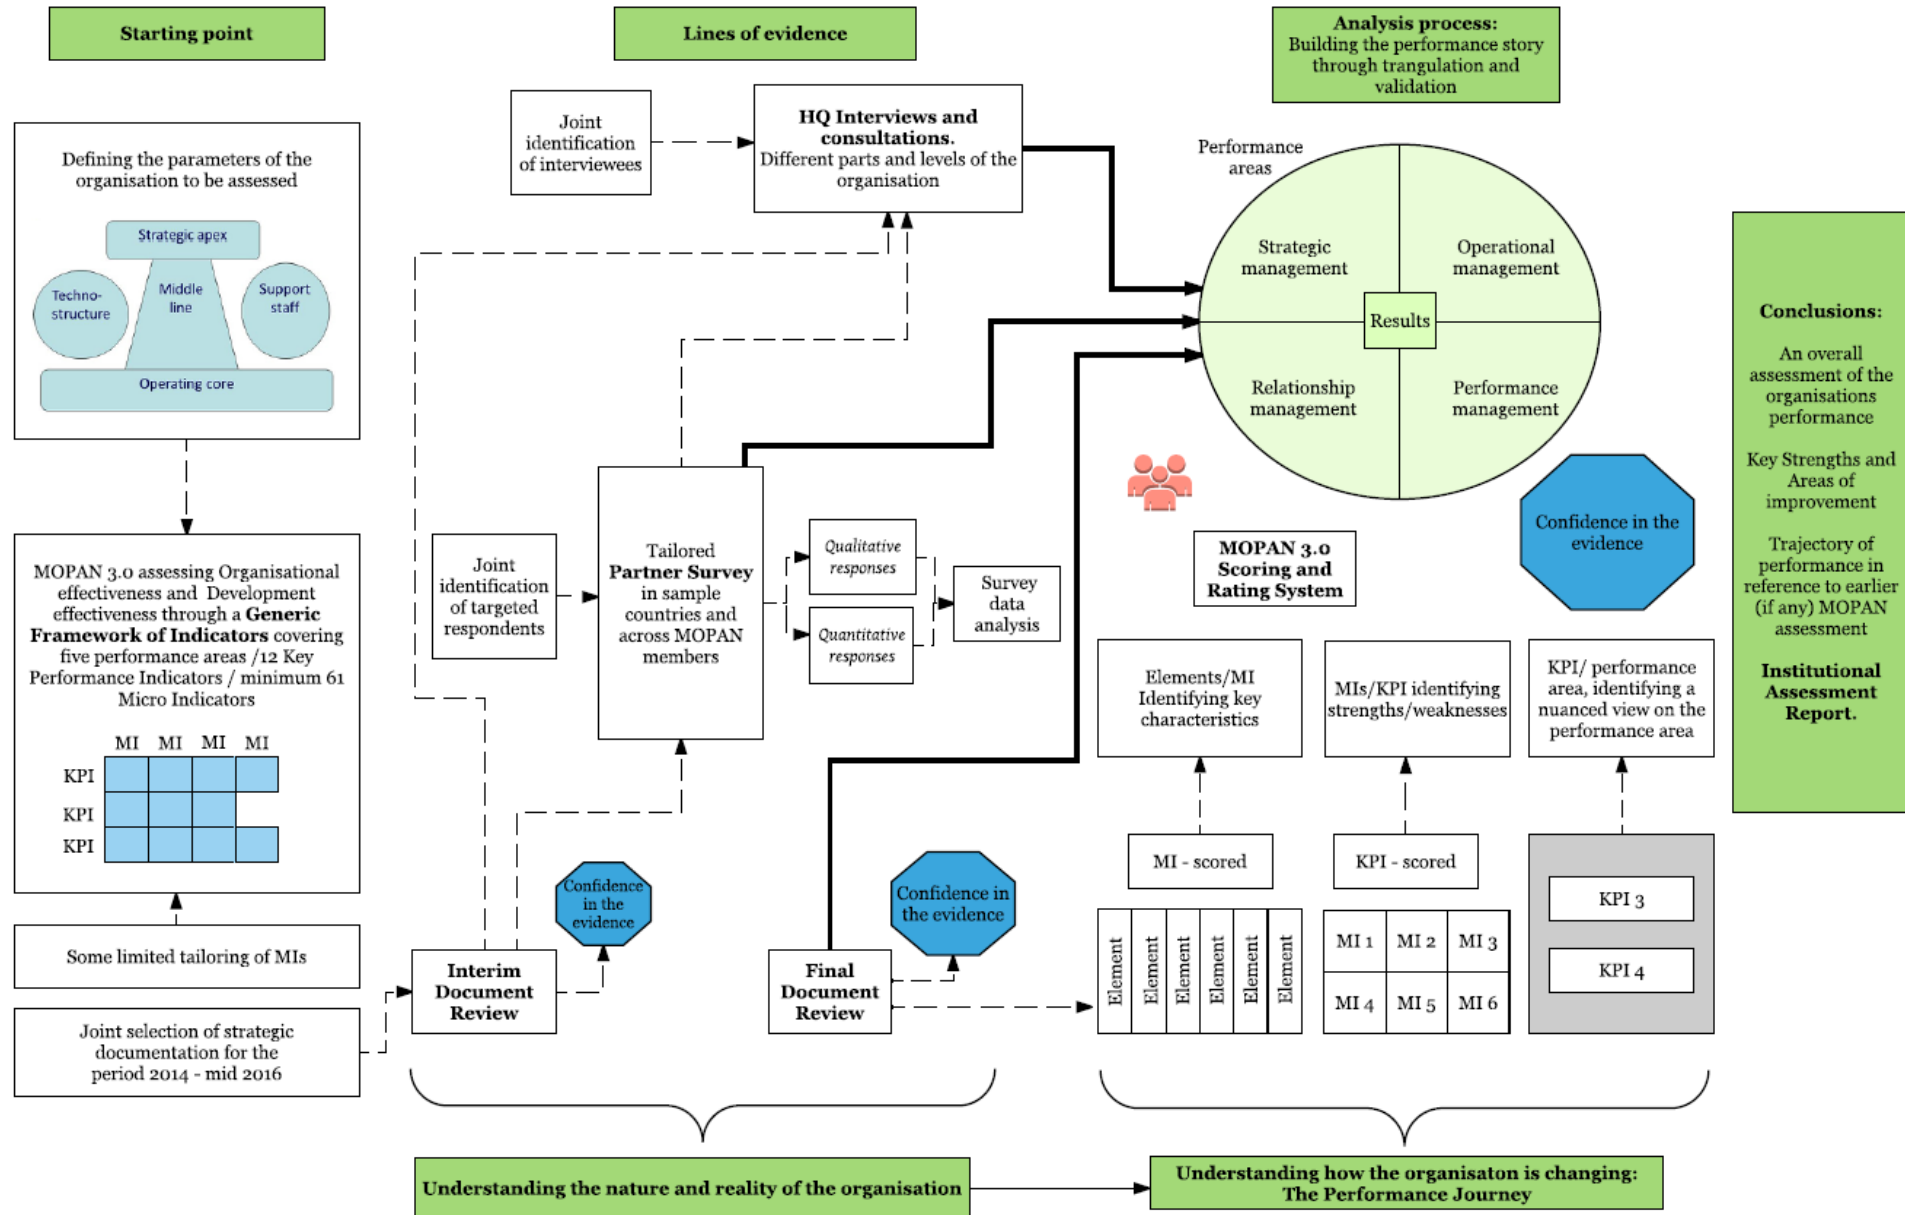 Starting point
Defining the parameters of the
organisation to be assessed
Strategic apex
Techno-
structure
Middle
line
Support
staff
Operating core
MOPAN 3.0 assessing Organisational
effectiveness and Development
effectiveness through a Generic
Framework of Indicators covering
five performance areas /12 Key
Performance Indicators / minimum 61
Micro Indicators
MI MI MI MI
KPI
KPI
KPI
Some limited tailoring of MIs
Joint selection of strategic
documentation for the
period 2014 - mid 2016
Lines of evidence
Joint
identification
of interviewees
HQ Interviews and
consultations.
Different parts and levels of the
organisation
Joint
identification
of targeted
respondents
Tailored
Partner Survey
in sample
countries and
across MOPAN
members
Qualitative
responses
Quantitative
responses
Survey
data
analysis
Interim
Document
Review
Confidence
in the
evidence
Final
Document
Review
Confidence in
the evidence
Understanding the nature and reality of the organisation
Analysis process:
Building the performance story
through trangulation and
validation
Performance
areas
Strategic
management
Operational
management
Results
Relationship
management
Performance
management
MOPAN 3.0
Scoring and
Rating System
Confidence in the
evidence
Elements/MI
Identifying key
characteristics
MIs/KPI identifying
strengths/weaknesses
KPI/ performance
area, identifying a
nuanced view on the
performance area
MI - scored
KPI - scored
Element
Element
Element
Element
Element
Element
MI 1 MI 2 MI 3
MI 4 MI 5 MI 6
KPI 3
KPI 4
Understanding how the organisaton is changing:
The Performance Journey
Conclusions:
An overall
assessment of the
organisations
performance
Key Strengths and
Areas of
improvement
Trajectory of
performance in
reference to earlier
(if any) MOPAN
assessment
Institutional
Assessment
Report.